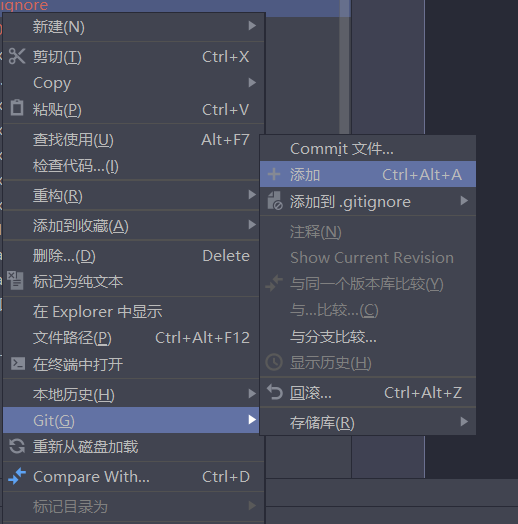 ignore
新建(N)
剪切(T) Ctrl+X
Copy
粘贴(P) Ctrl+V
查找使用(U) Alt+F7
检查代码...(I)
重构(R)
添加到收藏(A)
删除...(D) Delete
标记为纯文本
在 Explorer 中显示
文件路径(P) Ctrl+Alt+F12
在终端中打开
本地历史(H)
Git(G)
重新从磁盘加载
Compare With... Ctrl+D
标记目录为
Commit 文件...
添加 Ctrl+Alt+A
添加到 .gitignore
注释(N)
Show Current Revision
与同一个版本库比较(Y)
与...比较...(C)
与分支比较...
显示历史(H)
回滚... Ctrl+Alt+Z
存储库(R)